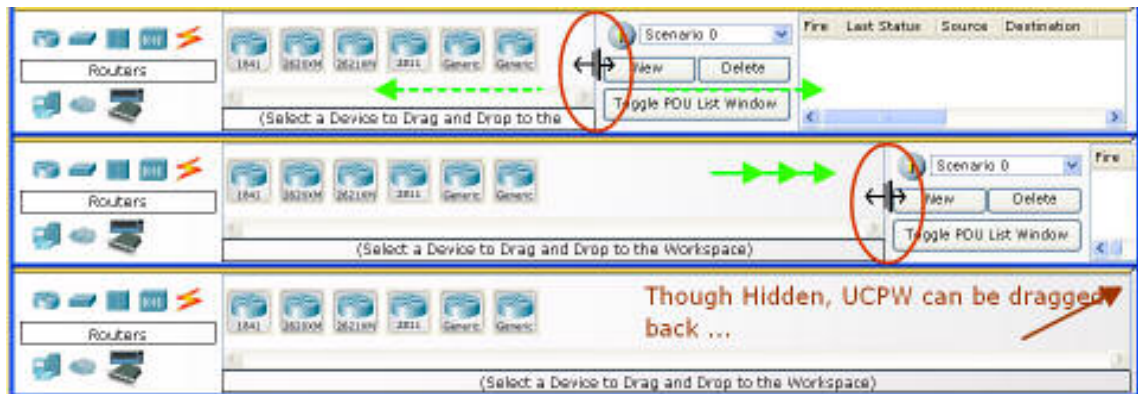 Fire Last Status Source Destination
Scenario 0
Routers
1841 2620XM 2621XM 2811 Generic Generic
New Delete
Toggle PDU List Window
(Select a Device to Drag and Drop to the
Fire
Scenario 0
Routers
1841 2620XM 2621XM 2811 Generic Generic
New Delete
Toggle PDU List Window
(Select a Device to Drag and Drop to the Workspace)
Though Hidden, UCPW can be dragged
back ...
Routers
1841 2620XM 2621XM 2811 Generic Generic
(Select a Device to Drag and Drop to the Workspace)